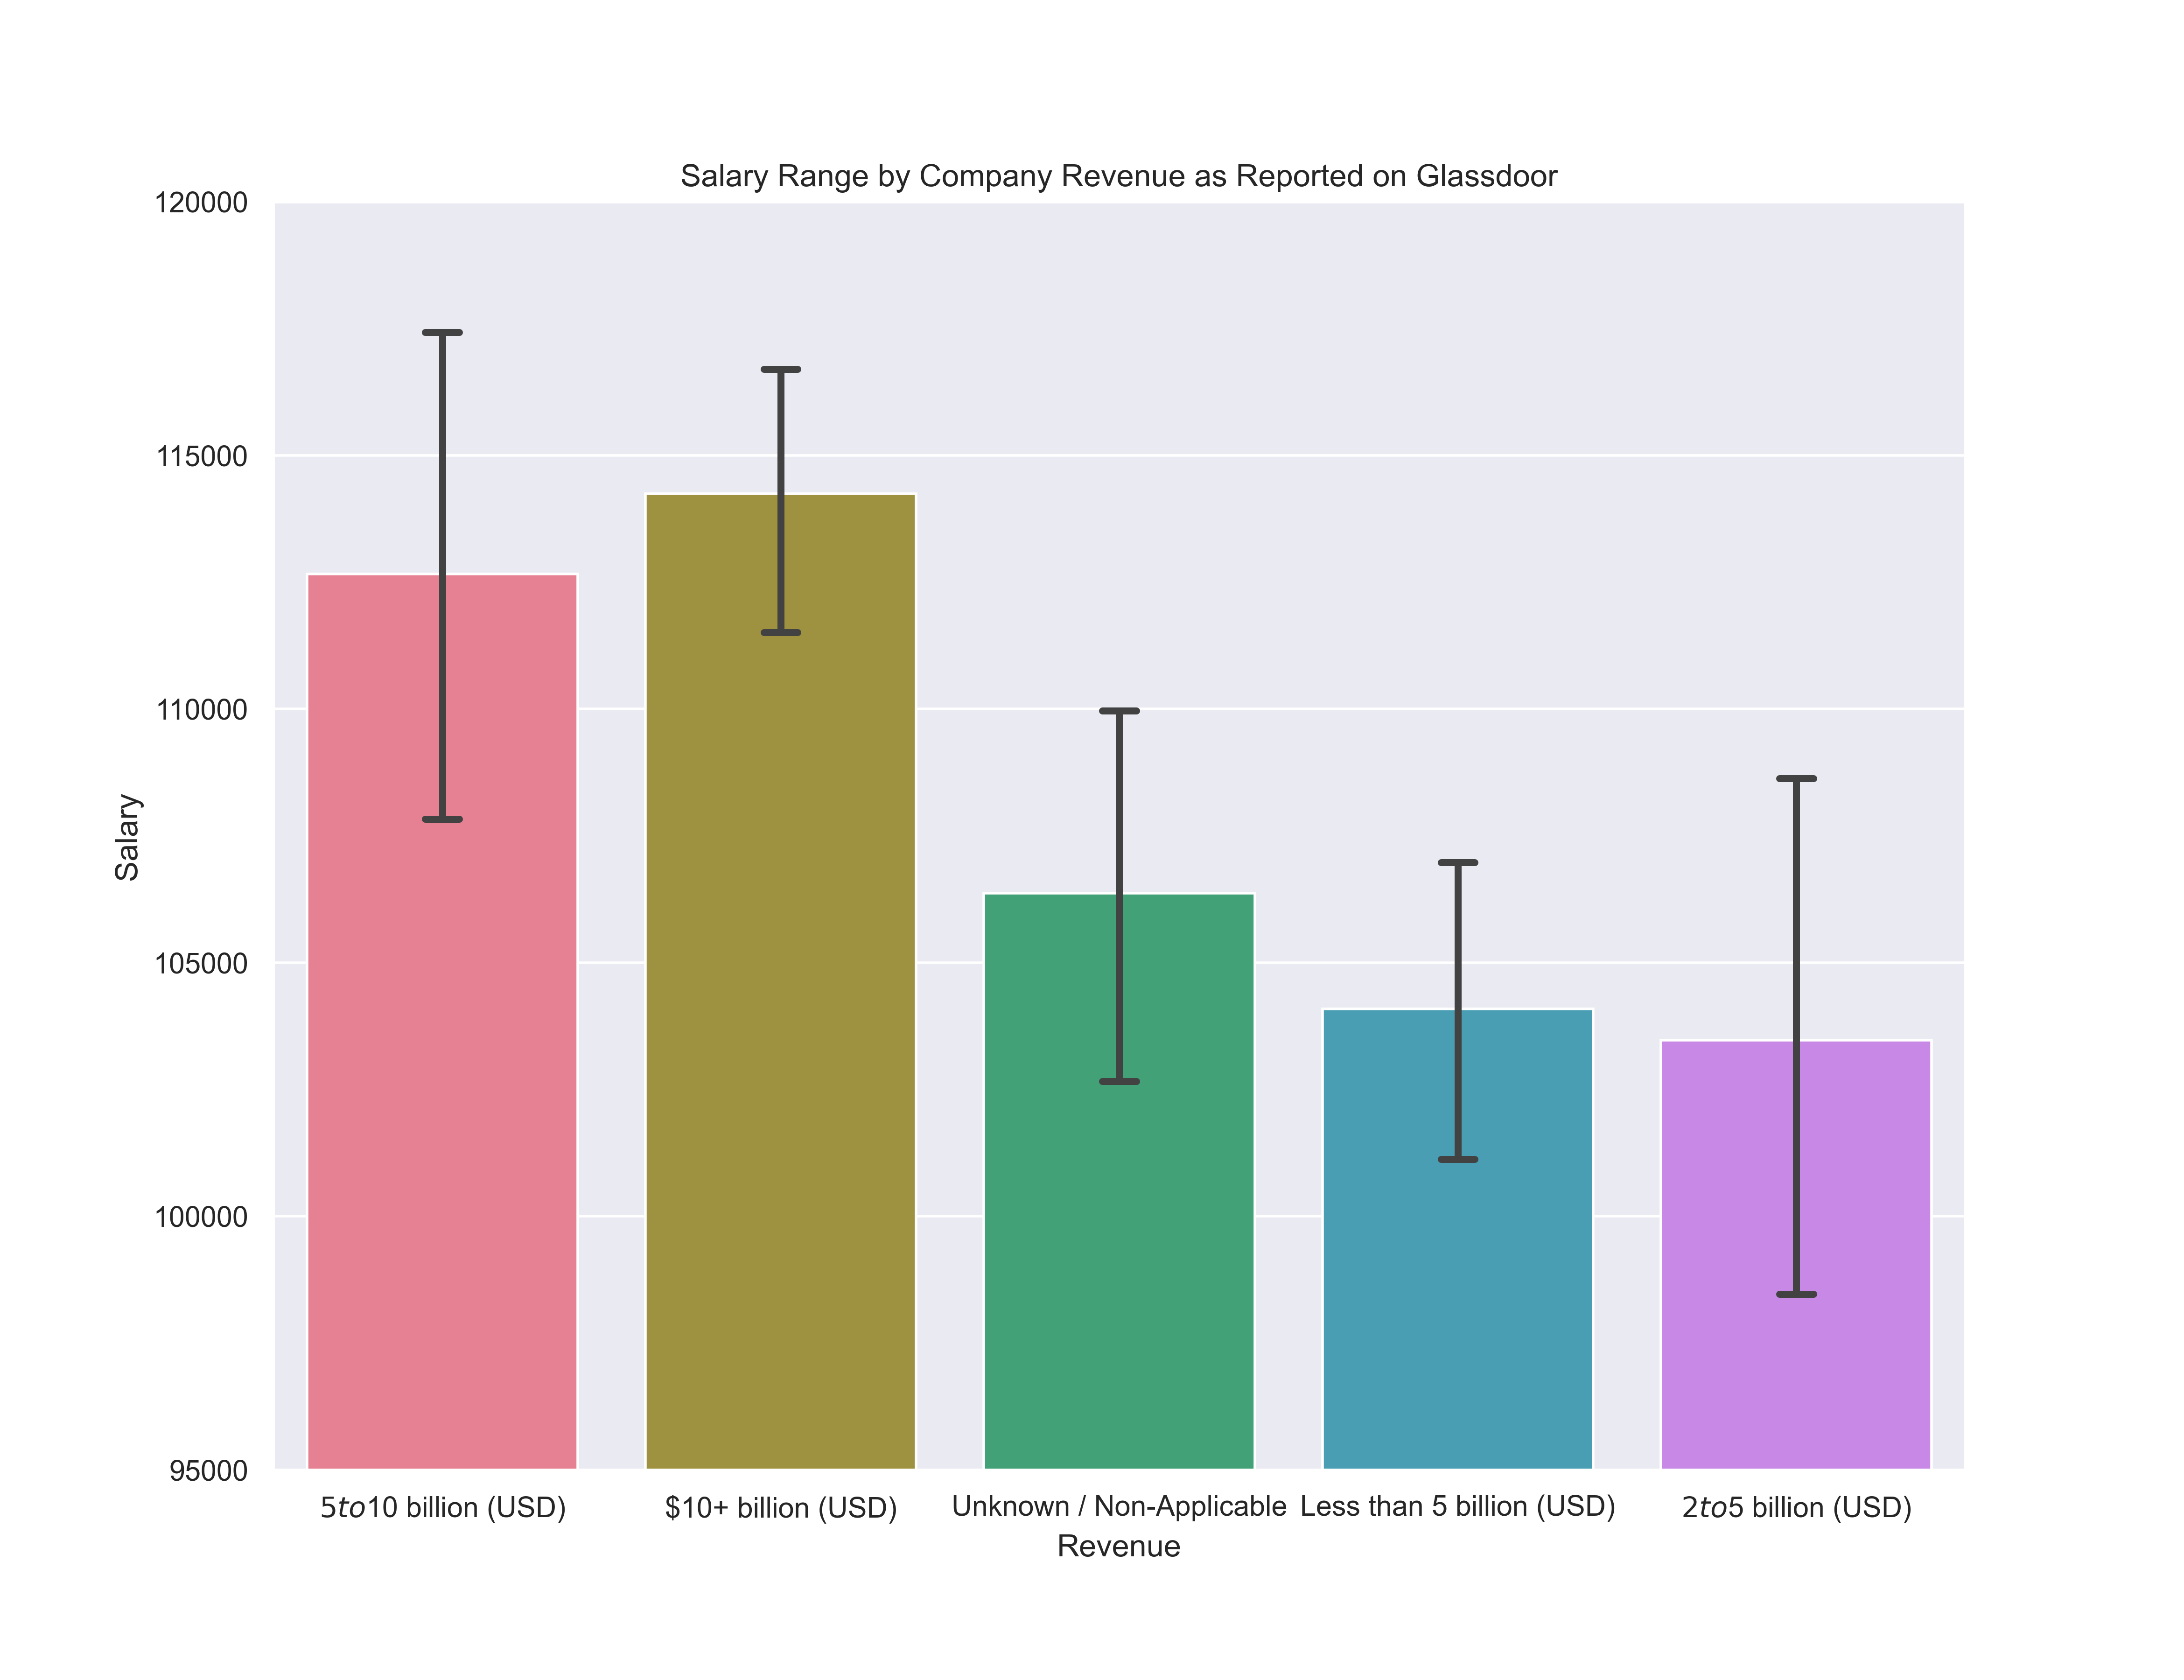 Salary Range by Company Revenue as Reported on Glassdoor
120000
115000
110000
105000
100000
95000
Salary
5to10 billion (USD)
$10+ billion (USD)
Unknown / Non-Applicable
Less than 5 billion (USD)
2to5 billion (USD)
Revenue